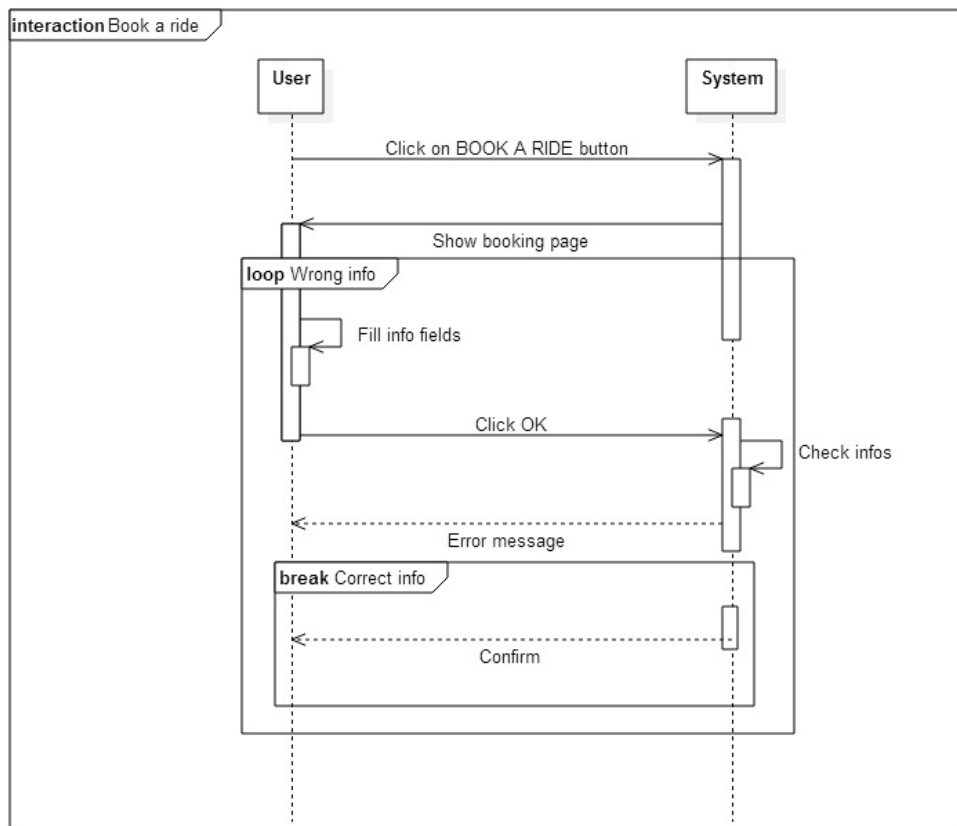 interaction Book a ride
User
System
Click on BOOK A RIDE button
Show booking page
loop Wrong info
Fill info fields
Click OK
Check infos
Error message
break Correct info
Confirm